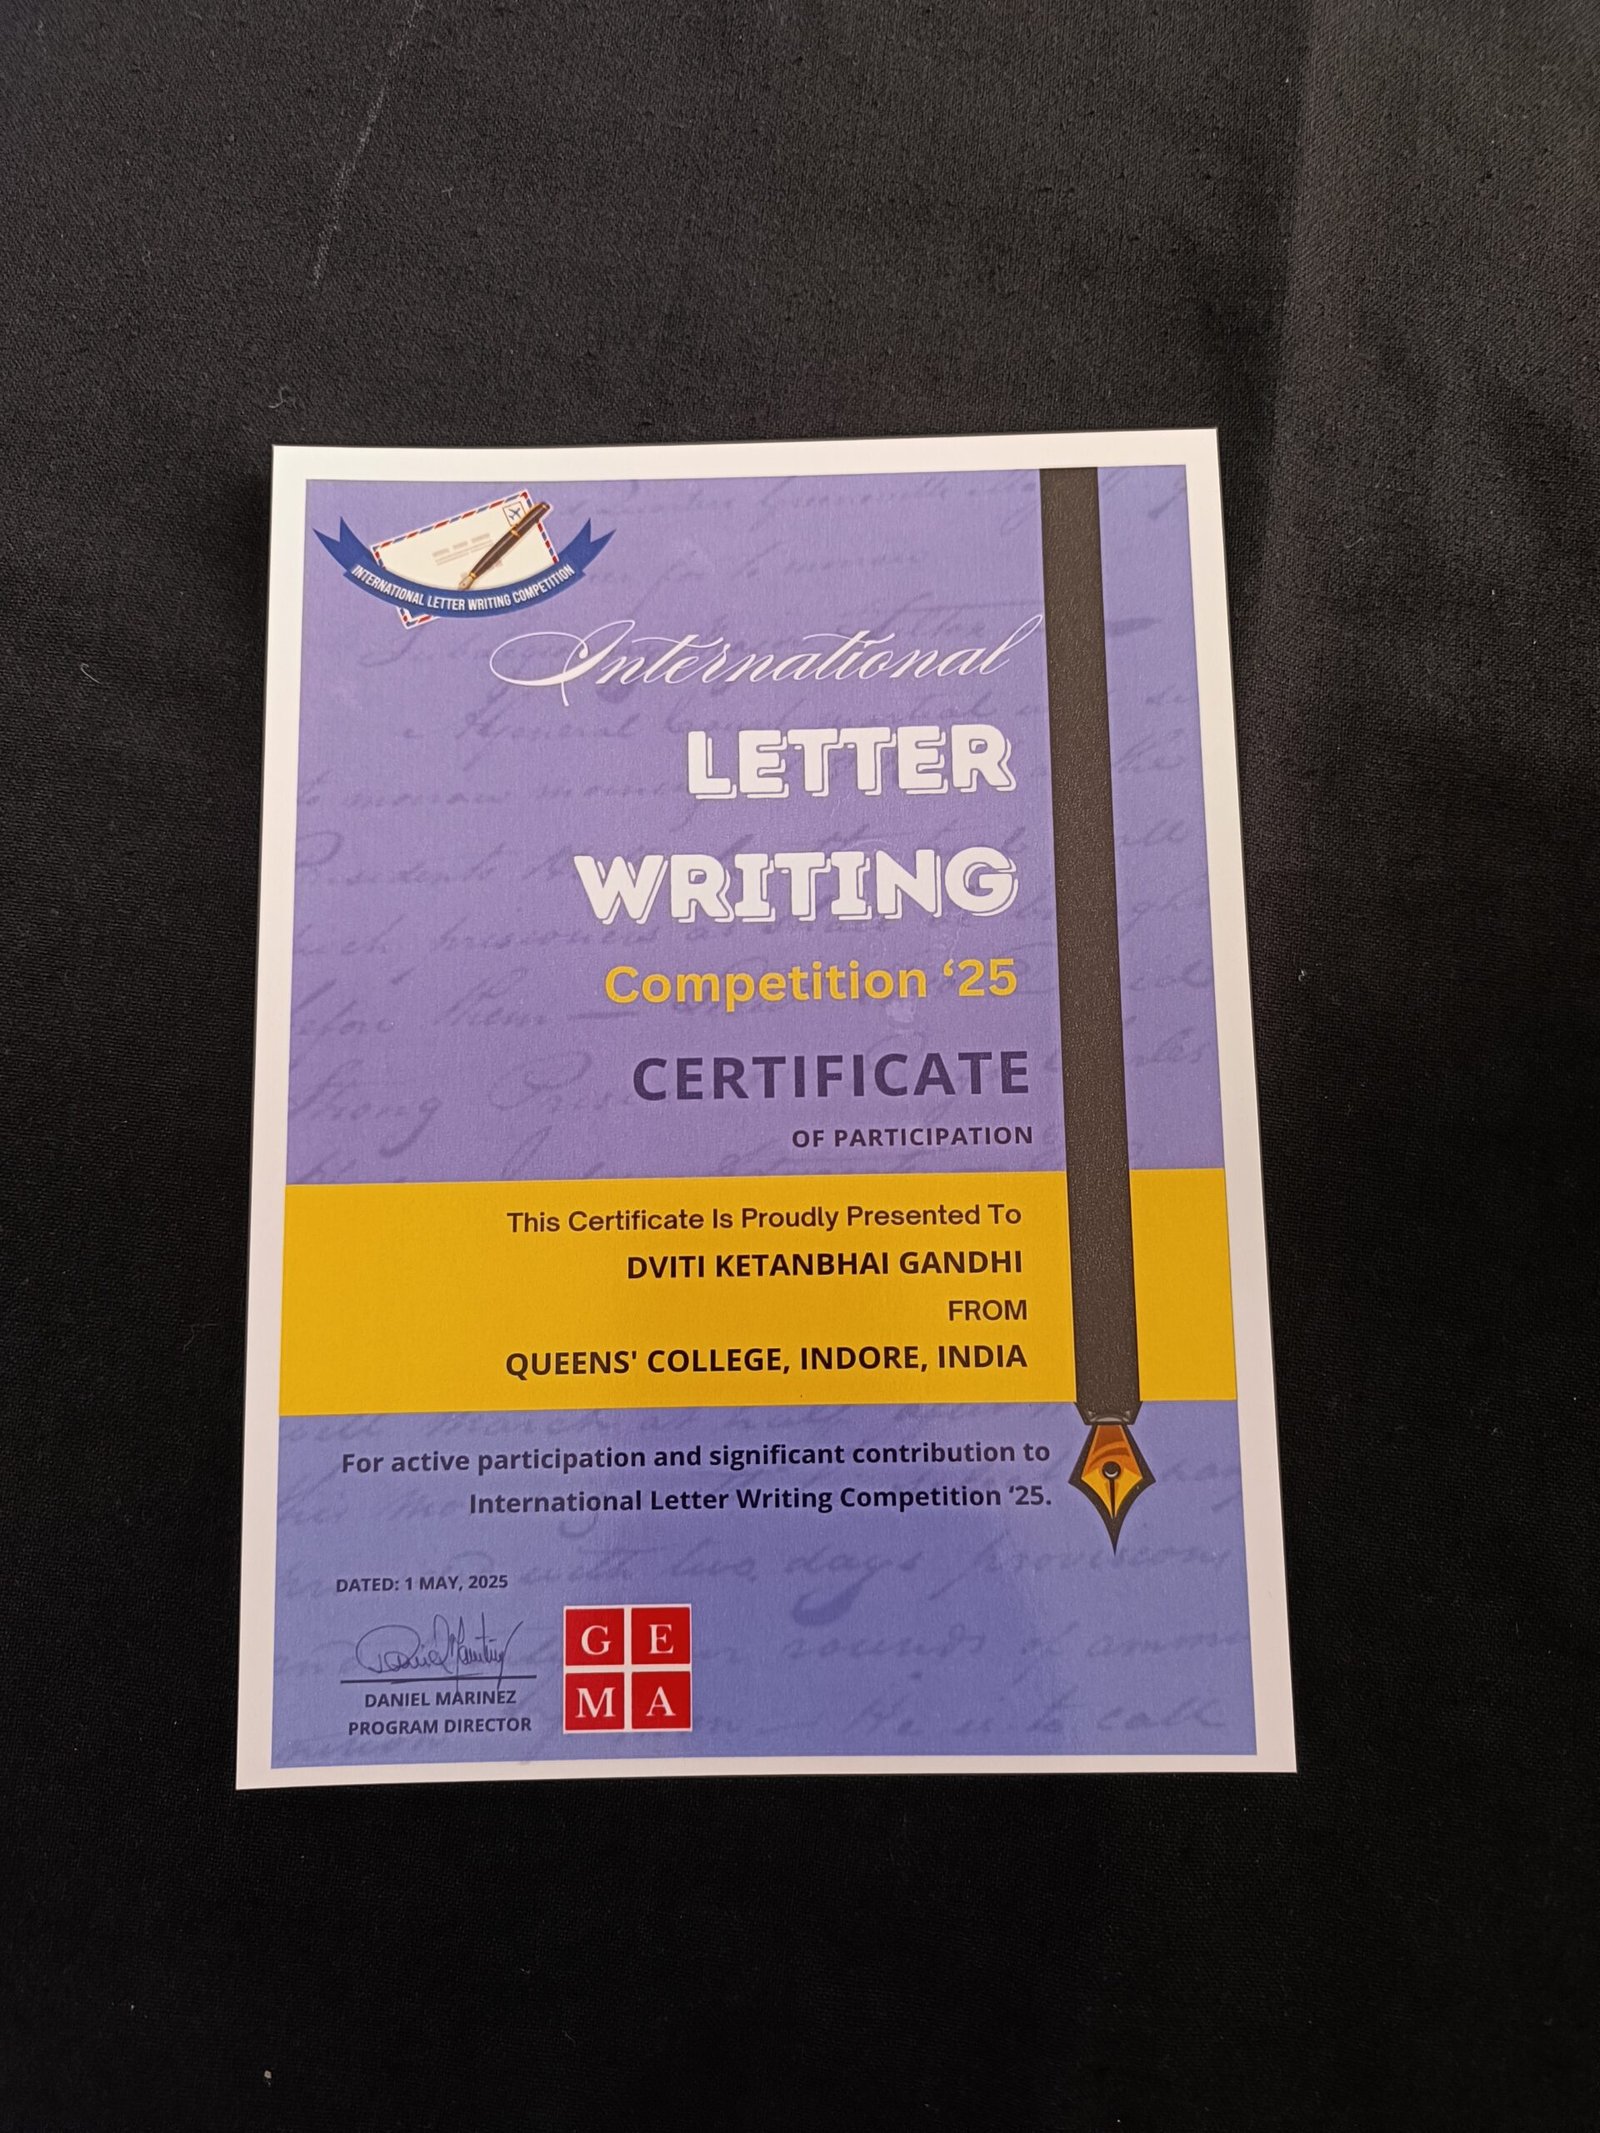 INTERNATIONAL LETTER WRITING COMPETITION
International
LETTER
WRITING
Competition ‘25
CERTIFICATE
OF PARTICIPATION
This Certificate Is Proudly Presented To
DVITI KETANBHAI GANDHI
FROM
QUEENS' COLLEGE, INDORE, INDIA
For active participation and significant contribution to
International Letter Writing Competition ‘25.
DATED: 1 MAY, 2025
DANIEL MARINEZ
PROGRAM DIRECTOR
G E
M A